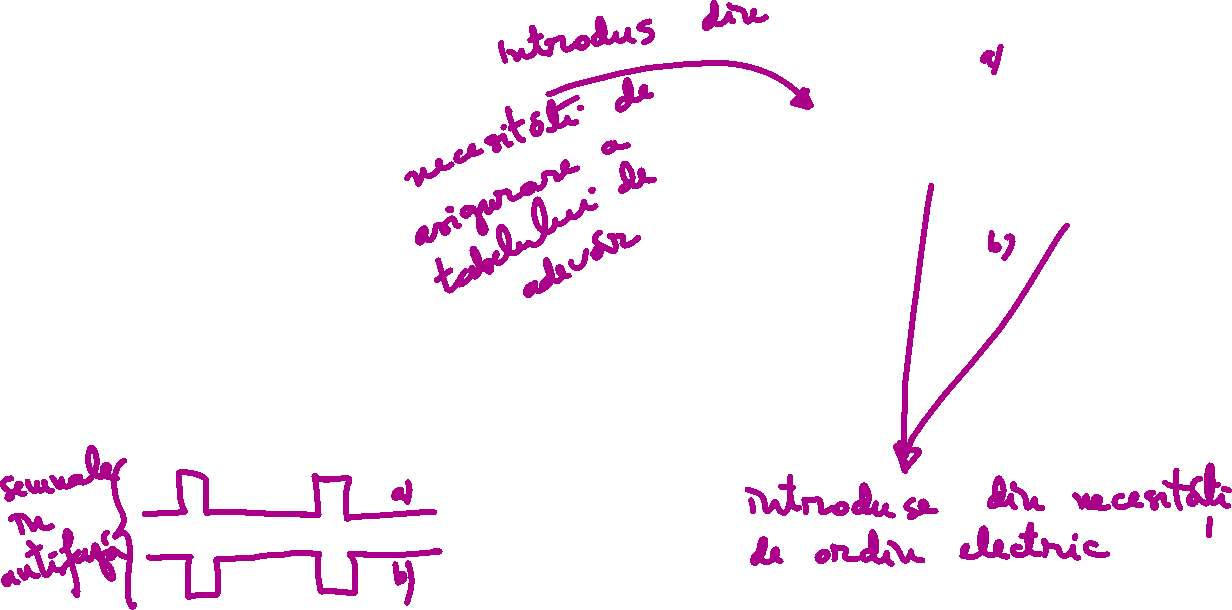 Introdus din
necesități de
asigurare a
tabelului de
adevăr
a)
b)
semnale
în
antifază
a)
b)
introduse din necesități
de ordin electric